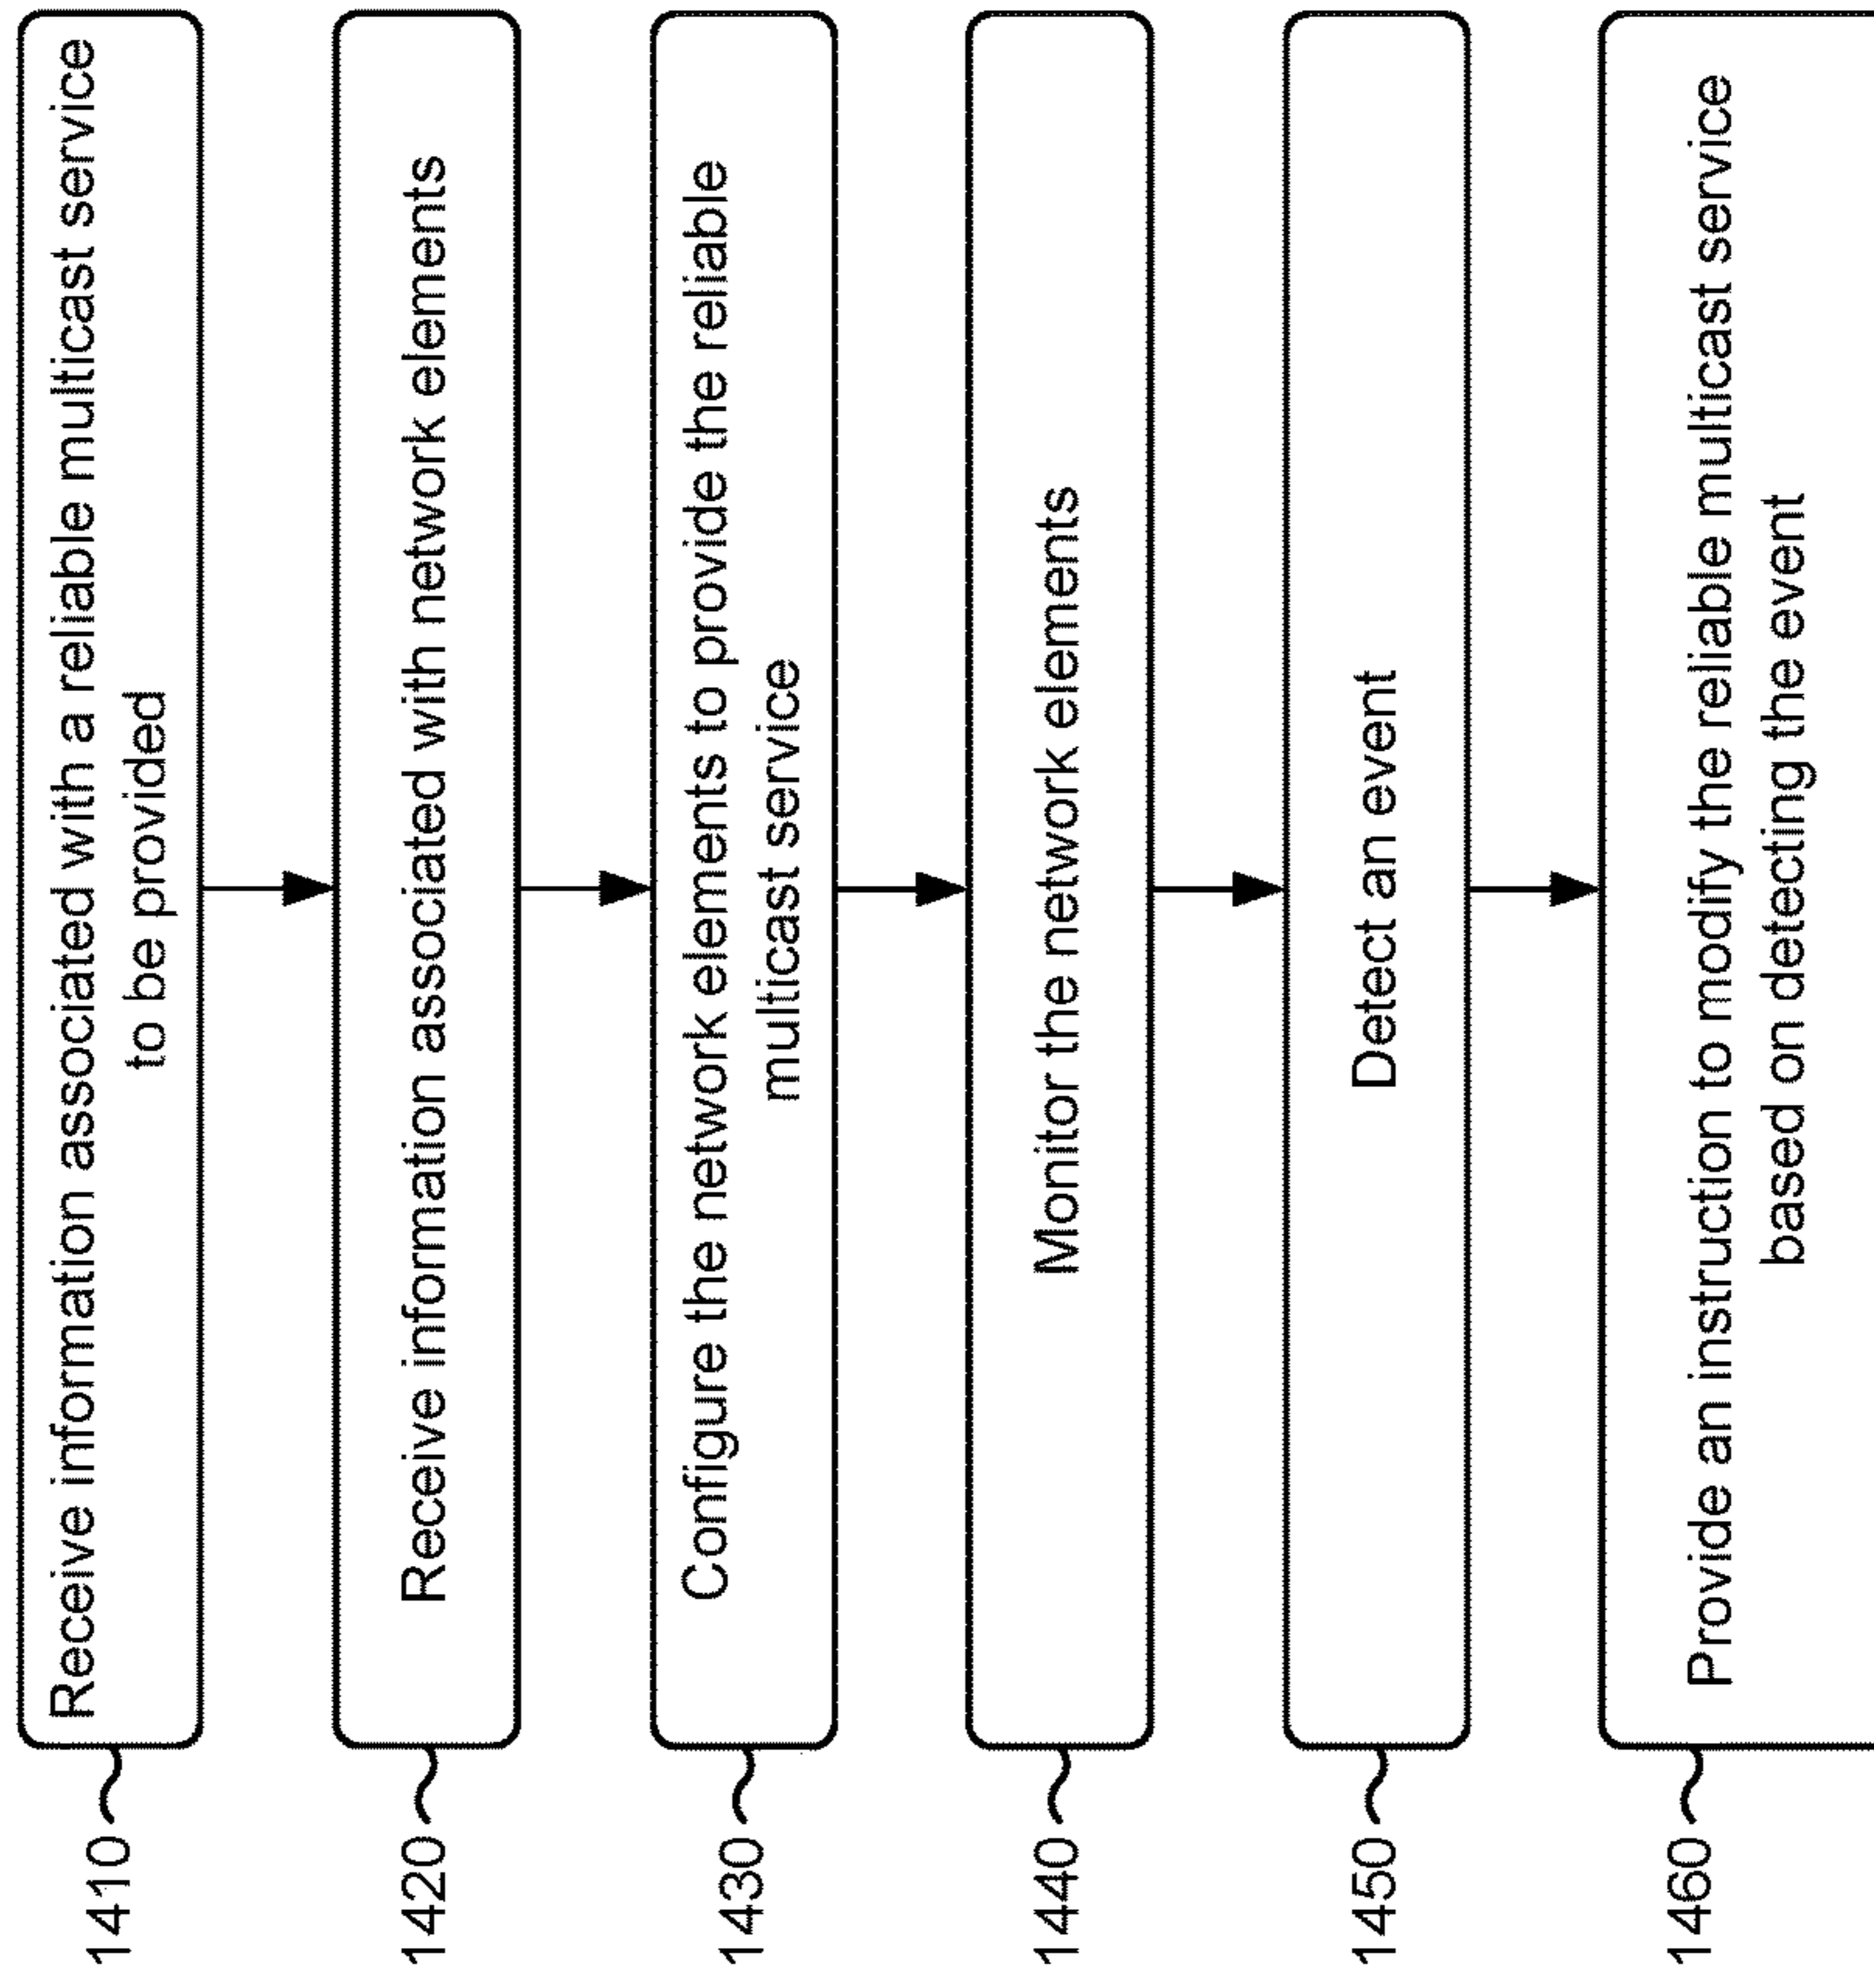 1410
Receive information associated with a reliable multicast service
to be provided
1420
Receive information associated with network elements
1430
Configure the network elements to provide the reliable
multicast service
1440
Monitor the network elements
1450
Detect an event
1460
Provide an instruction to modify the reliable multicast service
based on detecting the event